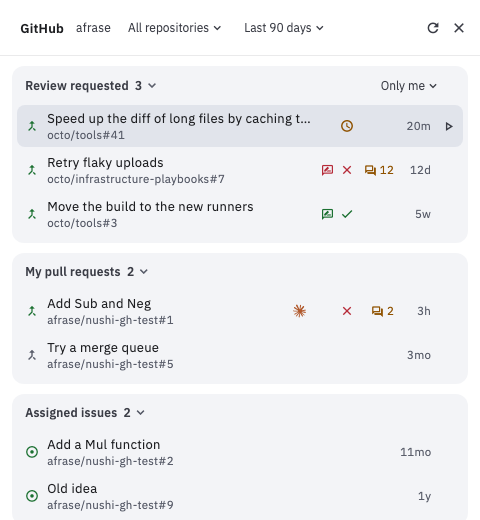 GitHub afrase All repositories Last 90 days
Review requested 3 Only me
Speed up the diff of long files by caching t...
octo/tools#41 20m
Retry flaky uploads
octo/infrastructure-playbooks#7 12 12d
Move the build to the new runners
octo/tools#3 5w
My pull requests 2
Add Sub and Neg
afrase/nushi-gh-test#1 2 3h
Try a merge queue
afrase/nushi-gh-test#5 3mo
Assigned issues 2
Add a Mul function
afrase/nushi-gh-test#2 11mo
Old idea
afrase/nushi-gh-test#9 1y